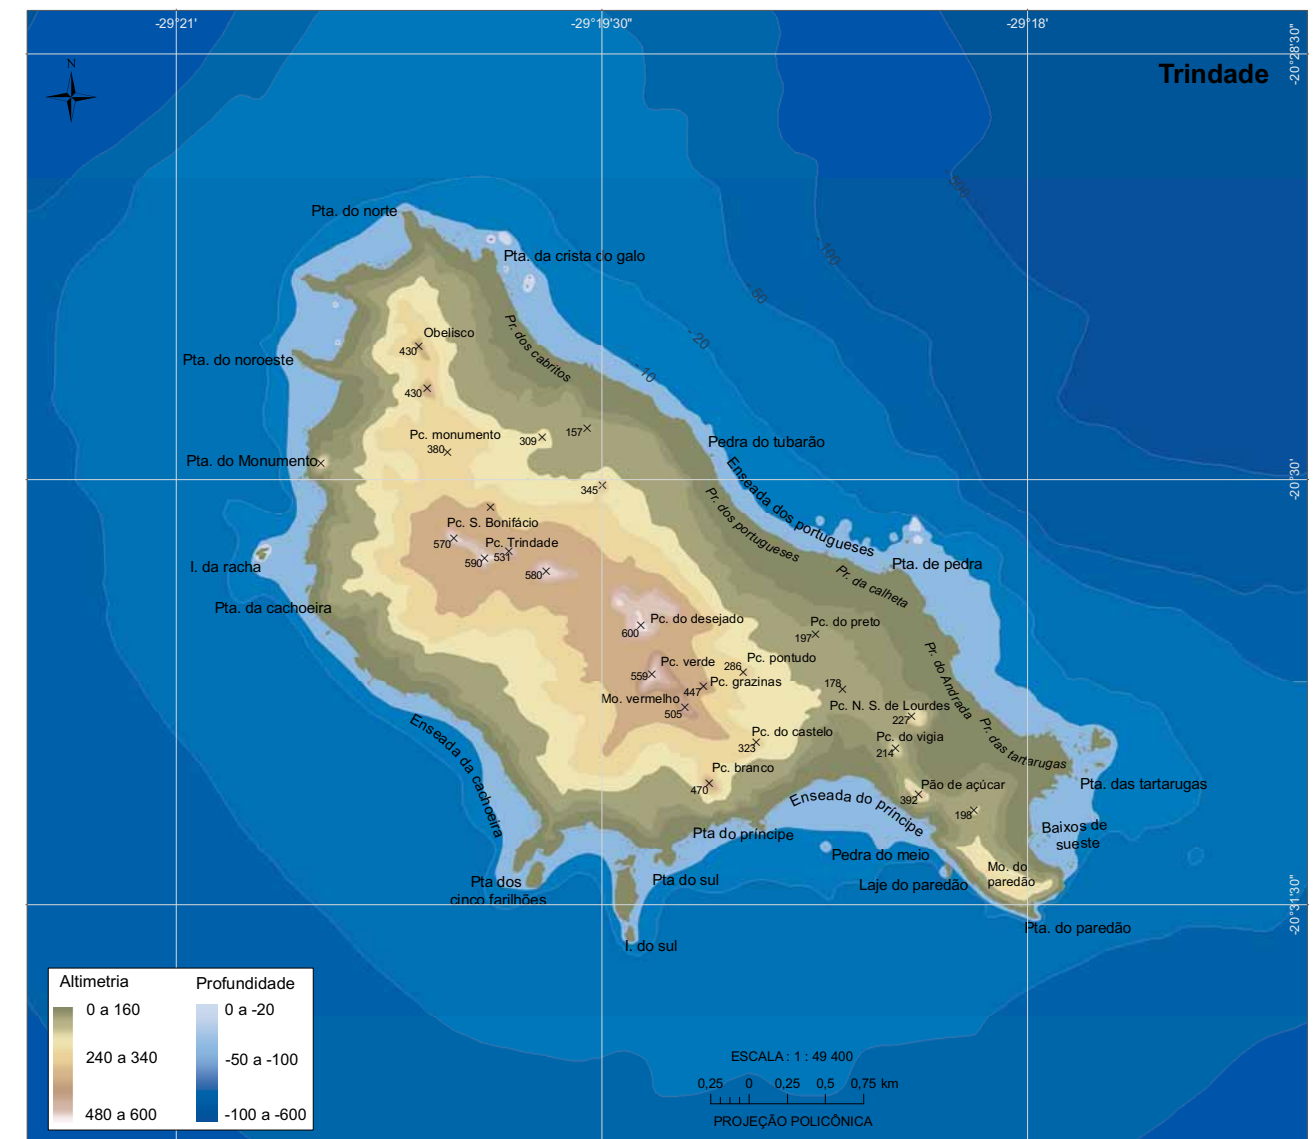 -29°21'
-29°19'30"
-29°18'
-20°28'30"
Trindade
N
-200
-100
- 50
- 20
- 10
Pta. do norte
Pta. da crista do galo
Pr. dos cabritos
Obelisco
430
Pta. do noroeste
430
Pc. monumento
380
309
157
Pedra do tubarão
Pta. do Monumento
345
-20°30'
Enseada dos portugueses
Pr. dos portugueses
Pc. S. Bonifácio
570
Pc. Trindade
531
590
580
I. da racha
Pta. de pedra
Pr. da calheta
Pta. da cachoeira
Pc. do desejado
600
Pc. do preto
197
Pr. do Andrada
Pc. verde
559
286
Pc. pontudo
Pc. grazinas
447
178
Mo. vermelho
505
Pc. N. S. de Lourdes
227
Pr. das tartarugas
Pc. do castelo
323
Pc. do vigia
214
Enseada da cachoeira
Pc. branco
470
Pão de açúcar
392
198
Pta. das tartarugas
Enseada do príncipe
Pta do príncipe
Baixos de
sueste
Pedra do meio
Mo. do
paredão
Laje do paredão
Pta dos
cinco farilhões
Pta do sul
-20°31'30"
Pta. do paredão
I. do sul
Altimetria
0 a 160
240 a 340
480 a 600
Profundidade
0 a -20
-50 a -100
-100 a -600
ESCALA : 1 : 49 400
0,25 0 0,25 0,5 0,75 km
PROJEÇÃO POLICÔNICA